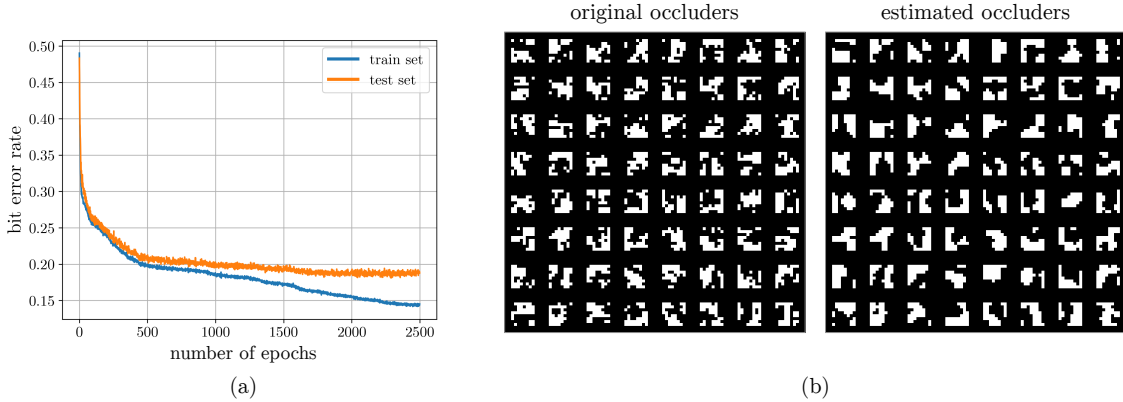 original occluders
estimated occluders
0.50
0.45
0.40
0.35
0.30
0.25
0.20
0.15
bit error rate
train set
test set
0
500
1000
1500
2000
2500
number of epochs
(a)
(b)